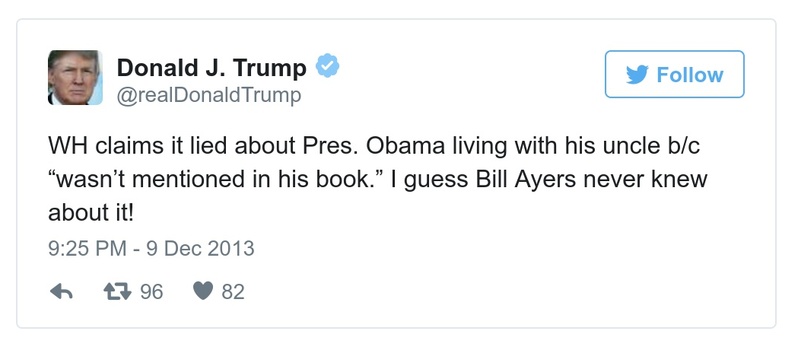 Donald J. Trump
@realDonaldTrump
Follow
WH claims it lied about Pres. Obama living with his uncle b/c
“wasn’t mentioned in his book.” I guess Bill Ayers never knew
about it!
9:25 PM - 9 Dec 2013
96 82